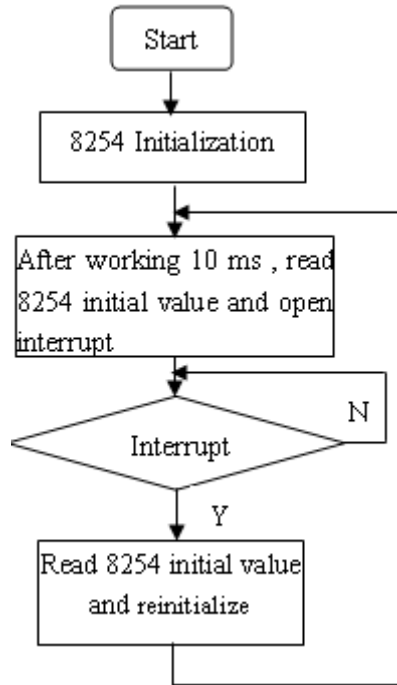 Start
8254 Initialization
After working 10 ms , read
8254 initial value and open
interrupt
N
Interrupt
Y
Read 8254 initial value
and reinitialize